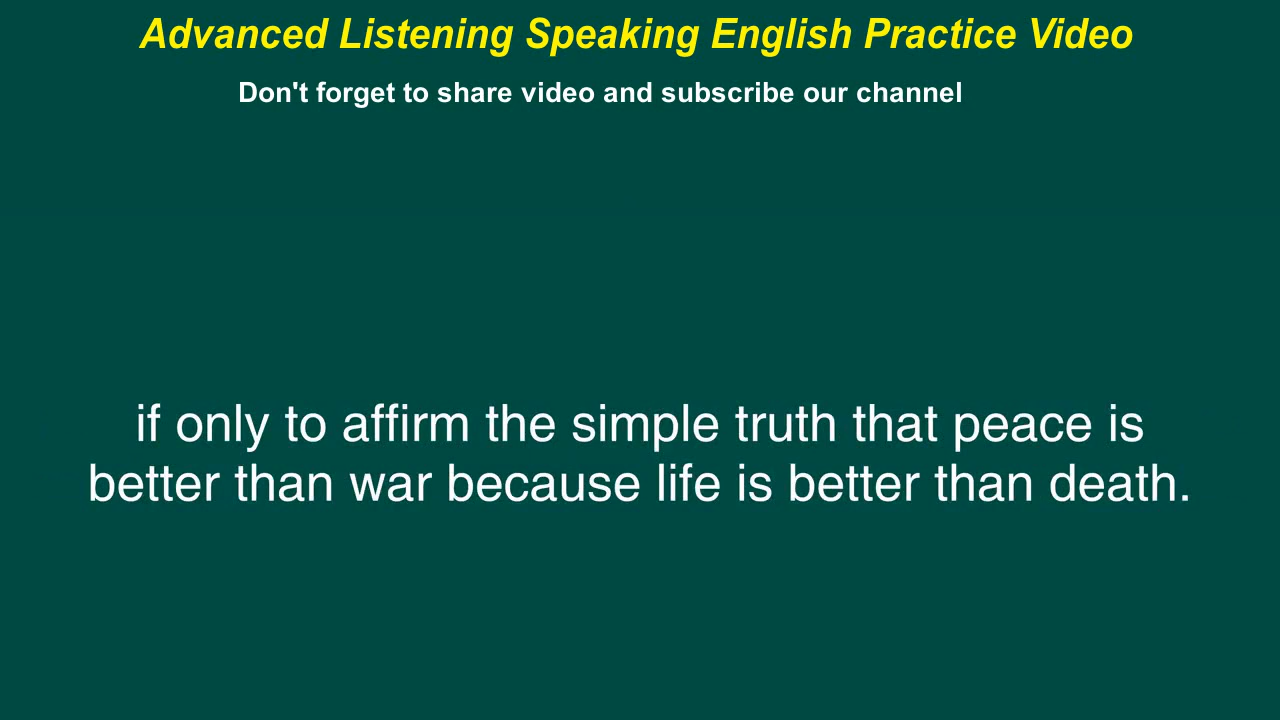 Advanced Listening Speaking English Practice Video
Don't forget to share video and subscribe our channel
if only to affirm the simple truth that peace is
better than war because life is better than death.